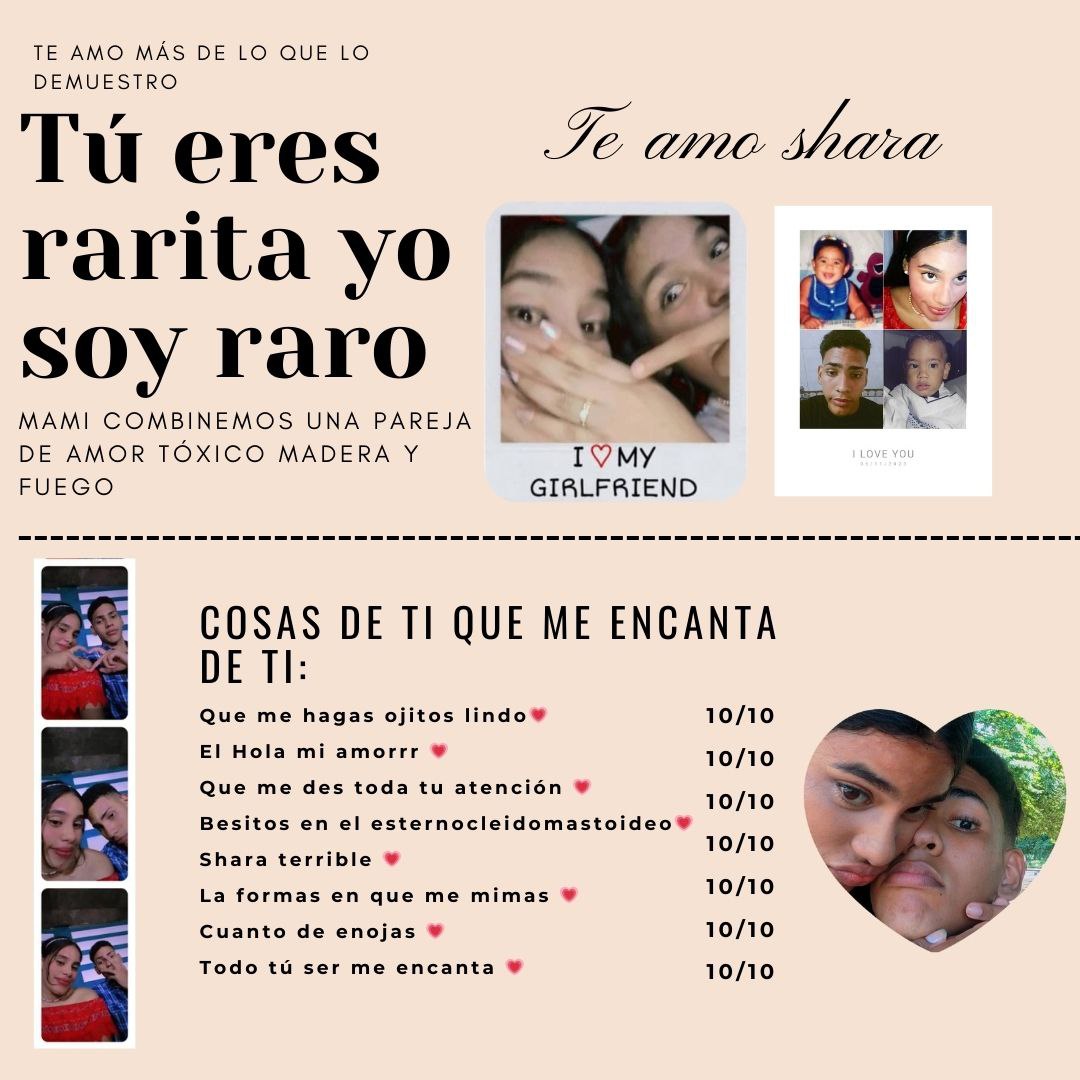 TE AMO MÁS DE LO QUE LO
DEMUESTRO
Tú eres
rarita yo
soy raro
MAMI COMBINEMOS UNA PAREJA
DE AMOR TÓXICO MADERA Y
FUEGO
Te amo shara
I ♡ MY
GIRLFRIEND
I LOVE YOU
COSAS DE TI QUE ME ENCANTA
DE TI:
Que me hagas ojitos lindo💗 10/10
El Hola mi amorrr 💗 10/10
Que me des toda tu atención 💗 10/10
Besitos en el esternocleidomastoideo💗 10/10
Shara terrible 💗 10/10
La formas en que me mimas 💗 10/10
Cuanto de enojas 💗 10/10
Todo tú ser me encanta 💗